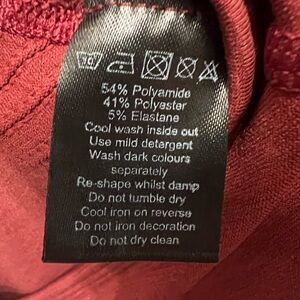 30
54% Polyamide
41% Polyester
5% Elastane
Cool wash inside out
Use mild detergent
Wash dark colours
separately
Re-shape whilst damp
Do not tumble dry
Cool iron on reverse
Do not iron decoration
Do not dry clean